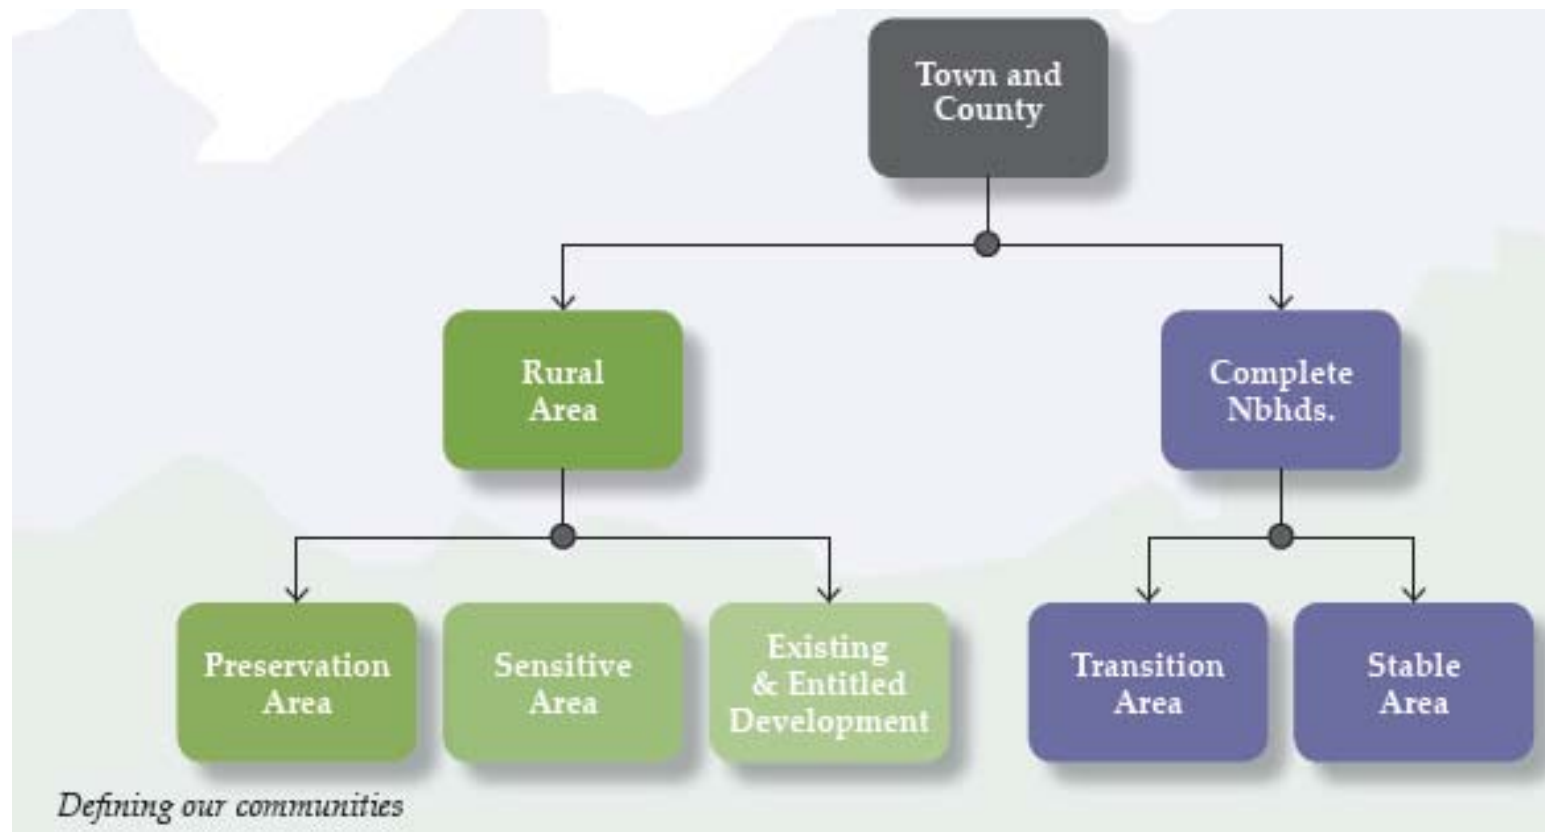 Town and
County
Rural
Area
Complete
Nbhds.
Preservation
Area
Sensitive
Area
Existing
& Entitled
Development
Transition
Area
Stable
Area
Defining our communities